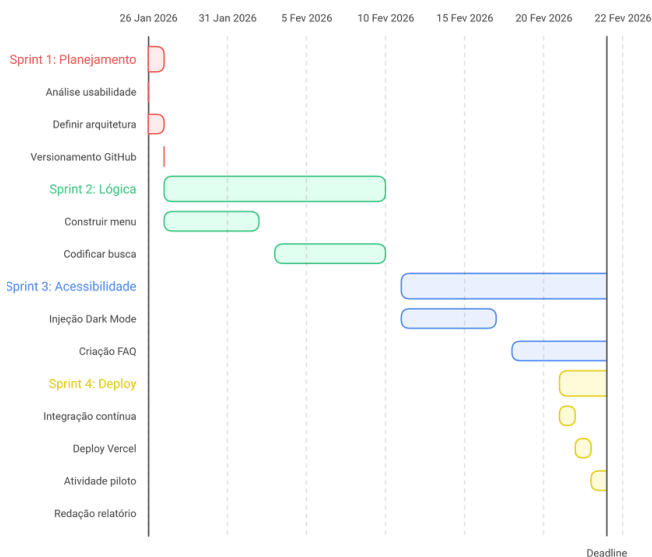 26 Jan 2026 31 Jan 2026 5 Fev 2026 10 Fev 2026 15 Fev 2026 20 Fev 2026 22 Fev 2026
Sprint 1: Planejamento
Análise usabilidade
Definir arquitetura
Versionamento GitHub
Sprint 2: Lógica
Construir menu
Codificar busca
Sprint 3: Acessibilidade
Injeção Dark Mode
Criação FAQ
Sprint 4: Deploy
Integração contínua
Deploy Vercel
Atividade piloto
Redação relatório
Deadline